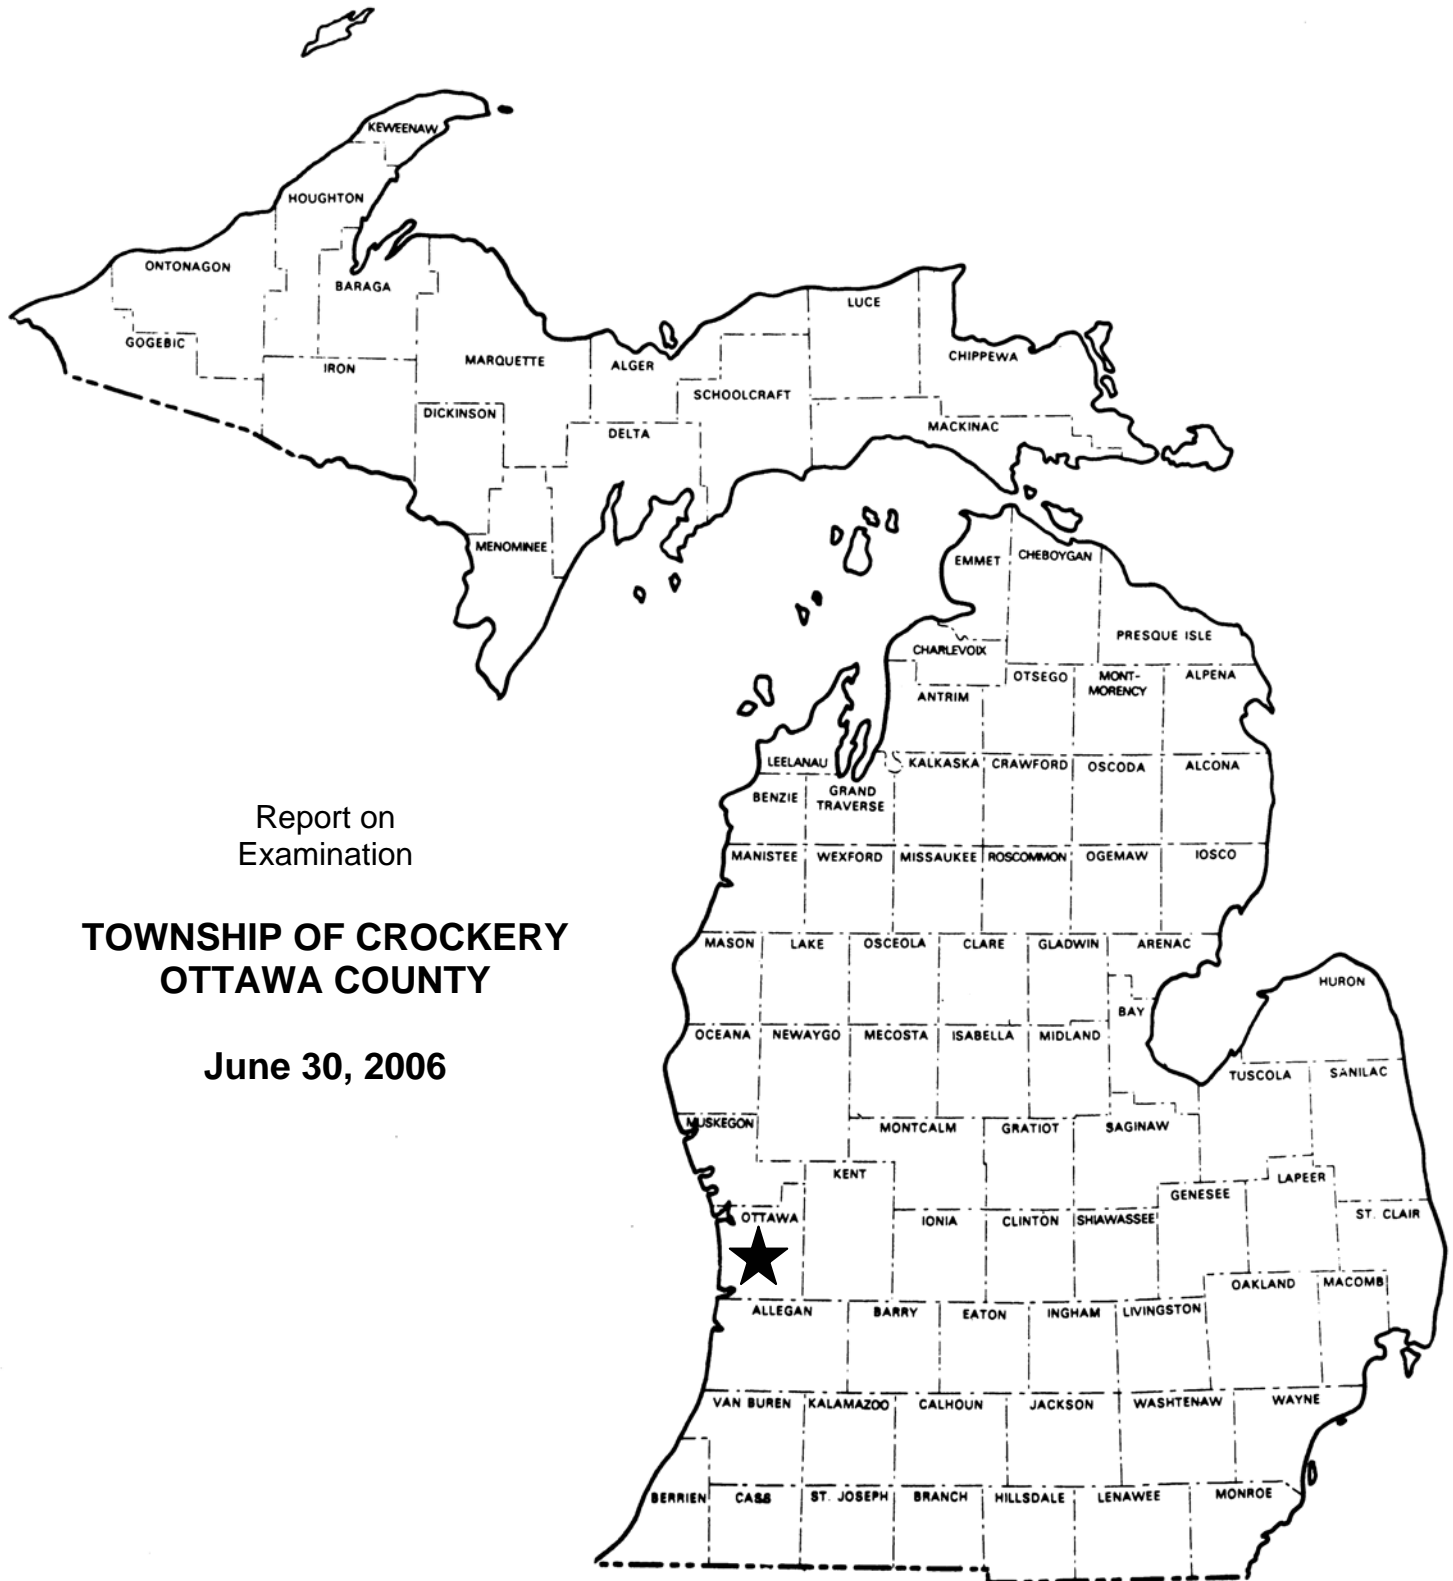 KEWEENAW
HOUGHTON
ONTONAGON
BARAGA
LUCE
GOGEBIC
IRON
MARQUETTE
ALGER
CHIPPEWA
SCHOOLCRAFT
DICKINSON
DELTA
MACKINAC
MENOMINEE
EMMET
CHEBOYGAN
PRESQUE ISLE
CHARLEVOIX
ANTRIM
OTSEGO
MONT-
MORENCY
ALPENA
LEELANAU
KALKASKA
CRAWFORD
OSCODA
ALCONA
BENZIE
GRAND
TRAVERSE
Report on
Examination
MANISTEE
WEXFORD
MISSAUKEE
ROSCOMMON
OGEMAW
IOSCO
TOWNSHIP OF CROCKERY
OTTAWA COUNTY
June 30, 2006
MASON
LAKE
OSCEOLA
CLARE
GLADWIN
ARENAC
HURON
BAY
OCEANA
NEWAYGO
MECOSTA
ISABELLA
MIDLAND
TUSCOLA
SANILAC
MUSKEGON
MONTCALM
GRATIOT
SAGINAW
KENT
LAPEER
GENESEE
OTTAWA
IONIA
CLINTON
SHIAWASSEE
ST. CLAIR
OAKLAND
MACOMB
ALLEGAN
BARRY
EATON
INGHAM
LIVINGSTON
VAN BUREN
KALAMAZOO
CALHOUN
JACKSON
WASHTENAW
WAYNE
BERRIEN
CASS
ST. JOSEPH
BRANCH
HILLSDALE
LENAWEE
MONROE